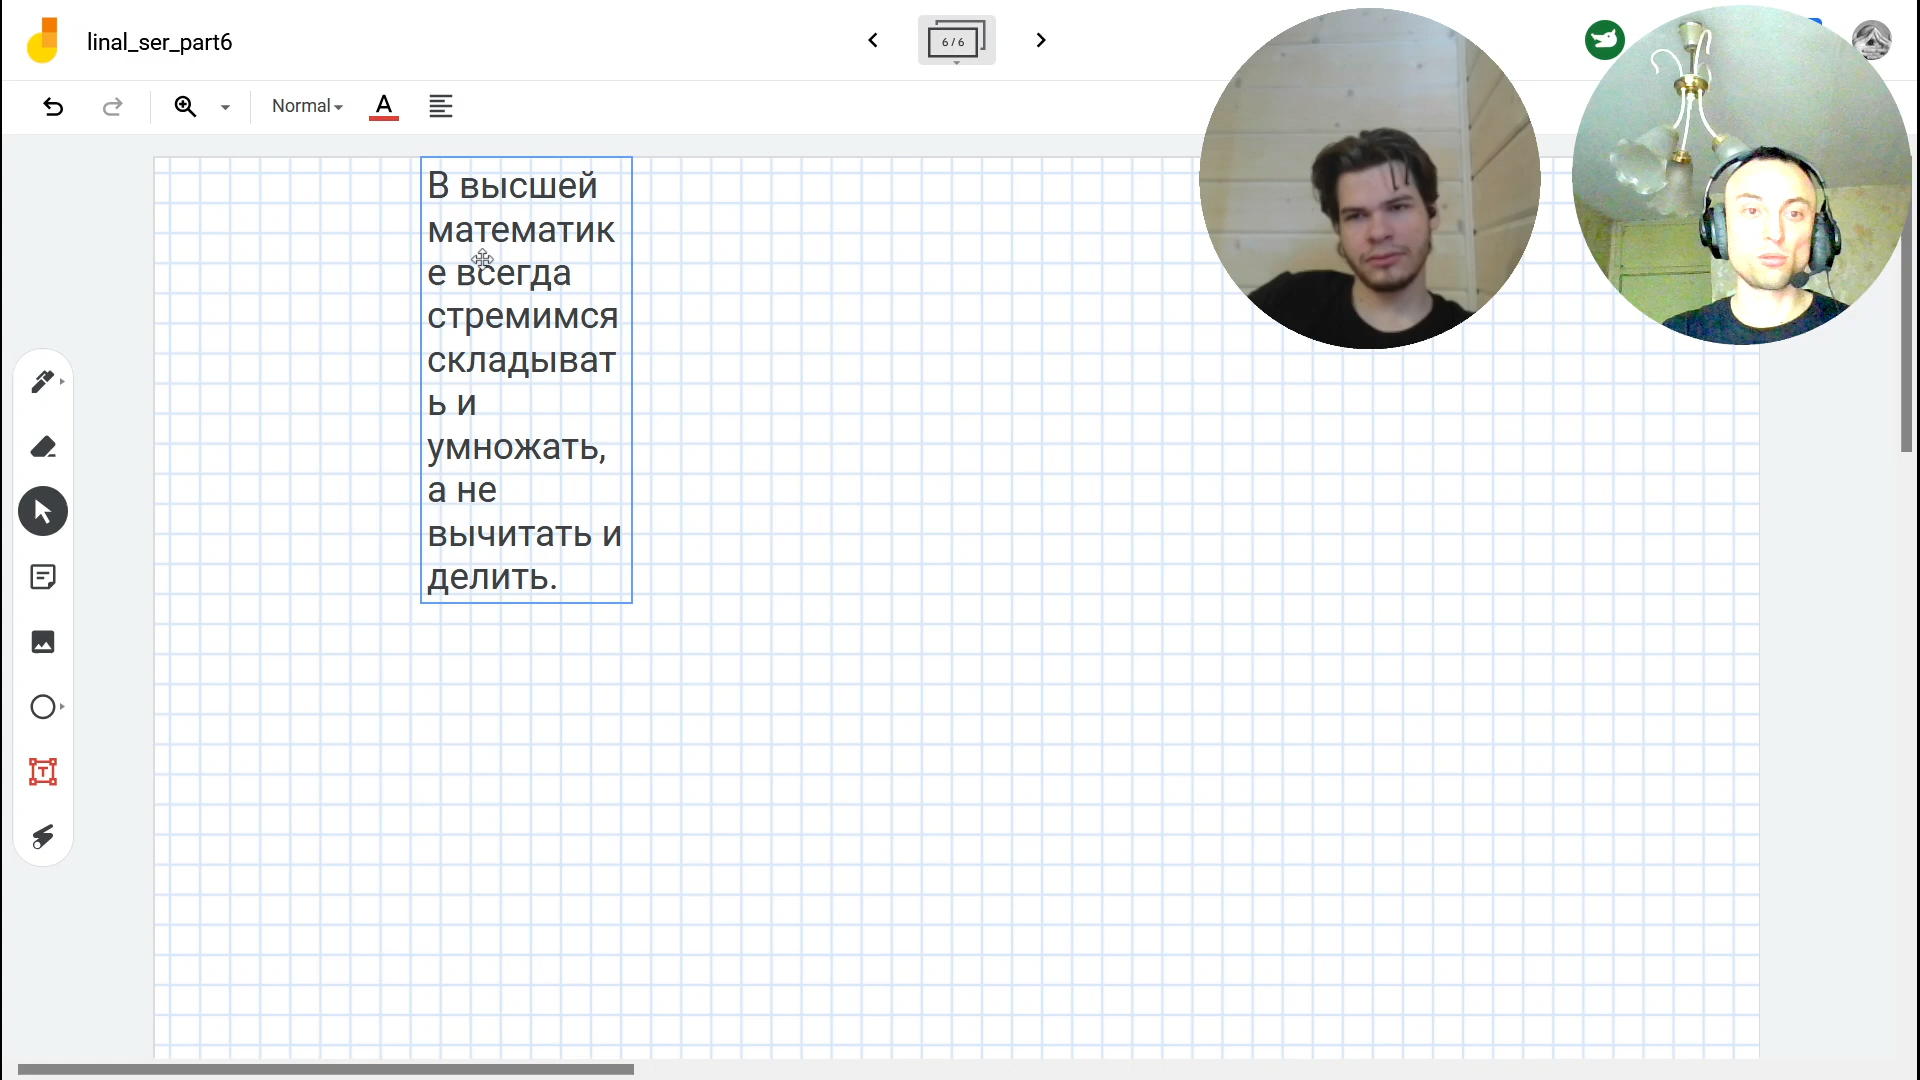 linal_ser_part6
6 / 6
Normal
A
В высшей
математик
е всегда
стремимся
складыват
ь и
умножать,
а не
вычитать и
делить.
T